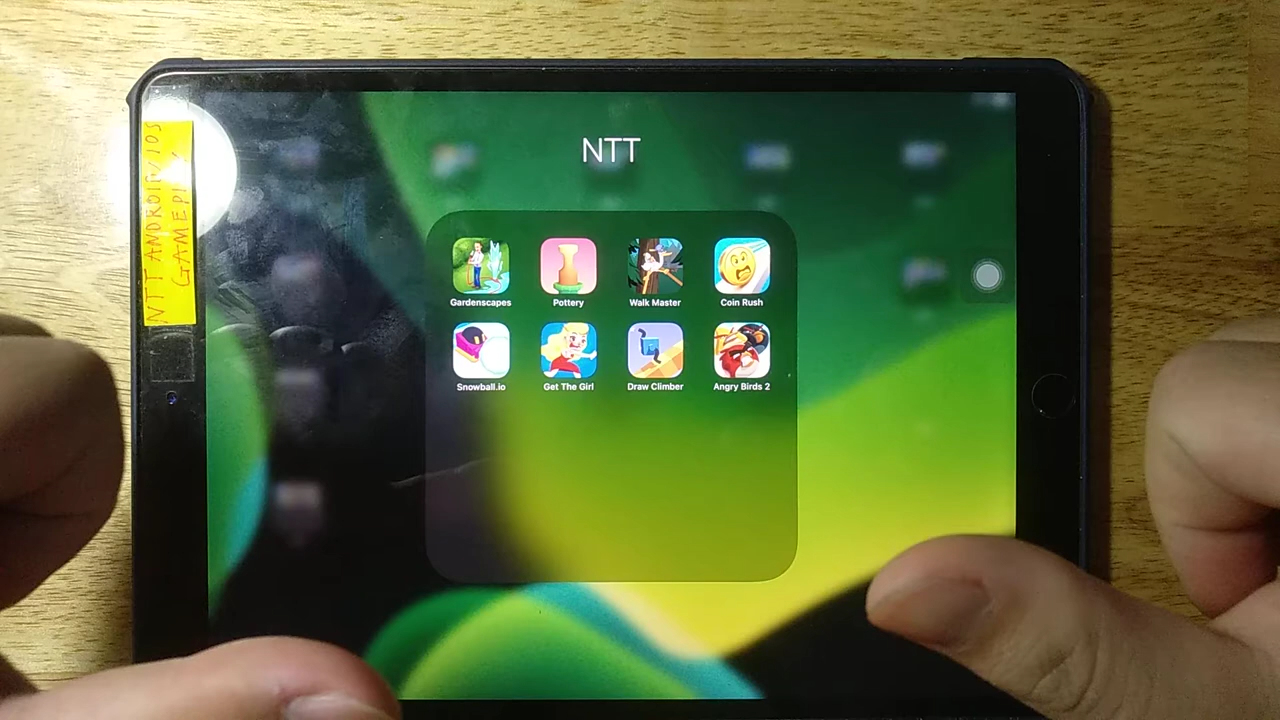 NTT ANDROID/IOS
GAMEPLAY
NTT
Gardenscapes
Pottery
Walk Master
Coin Rush
Snowball.io
Get The Girl
Draw Climber
Angry Birds 2